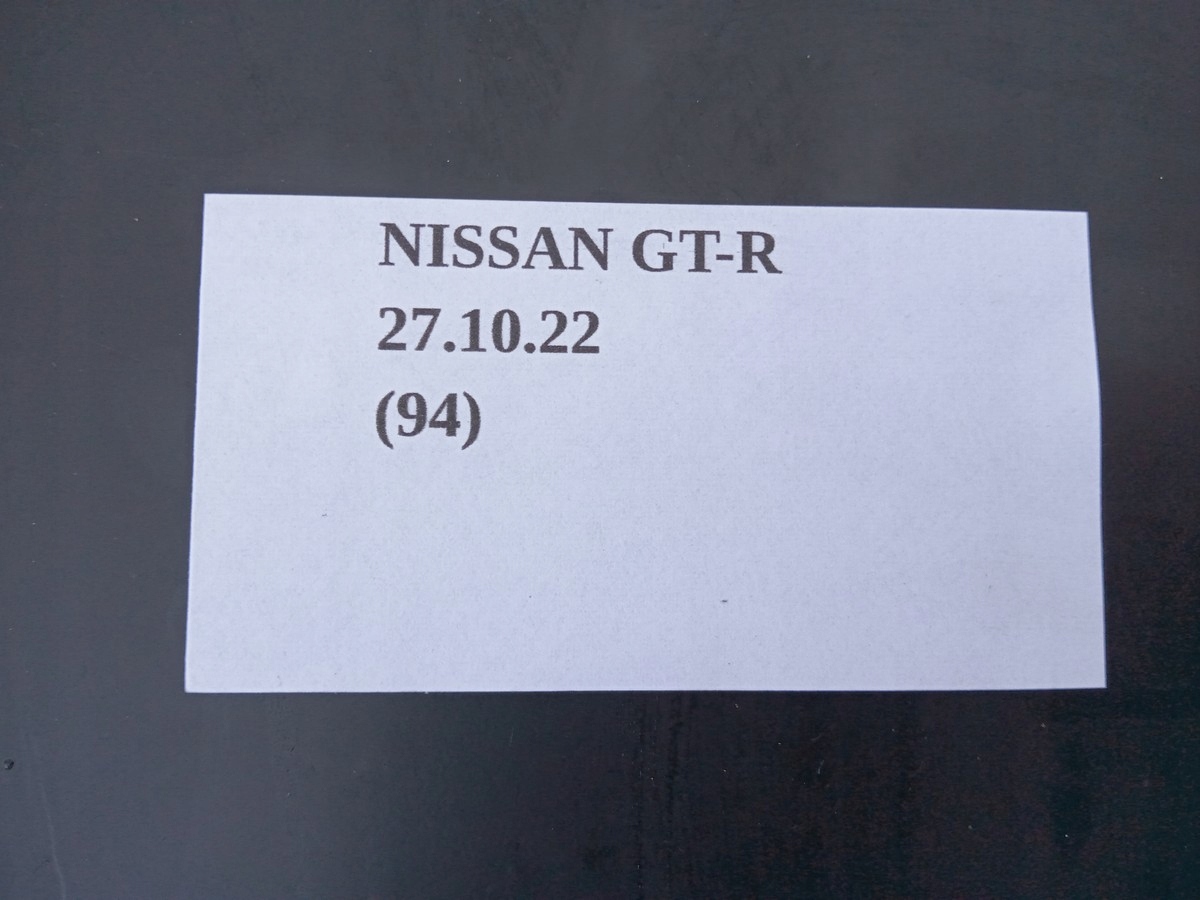 NISSAN GT-R
27.10.22
(94)